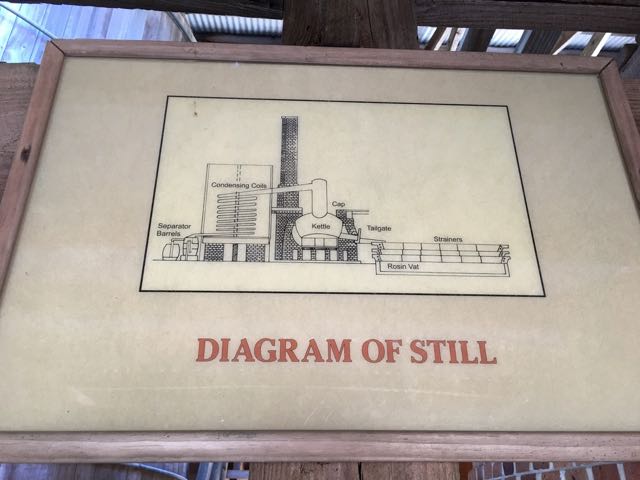 Condensing Coils
Cap
Separator
Barrels
Kettle
Tailgate
Strainers
Rosin Vat
DIAGRAM OF STILL